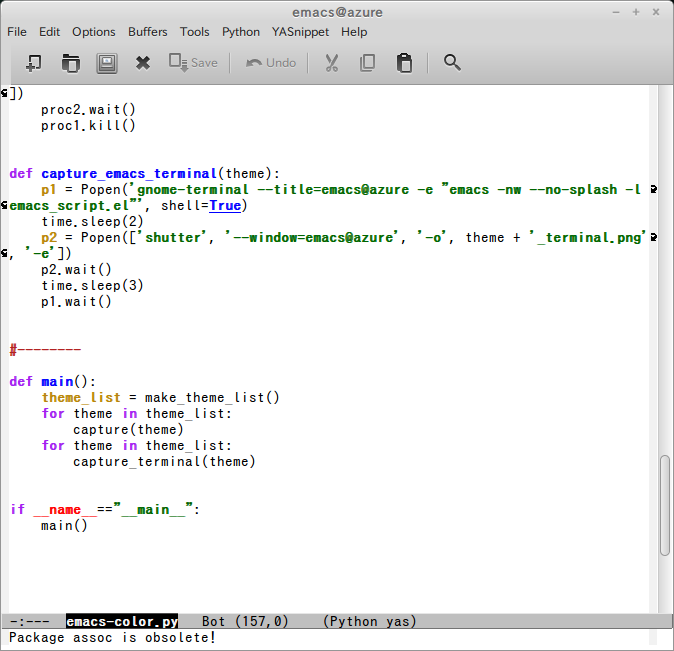 emacs@azure
File Edit Options Buffers Tools Python YASnippet Help
Save Undo
])
    proc2.wait()
    proc1.kill()
def capture_emacs_terminal(theme):
    p1 = Popen('gnome-terminal --title=emacs@azure -e "emacs -nw --no-splash -l
emacs_script.el"', shell=True)
    time.sleep(2)
    p2 = Popen(['shutter', '--window=emacs@azure', '-o', theme + '_terminal.png'
, '-e'])
    p2.wait()
    time.sleep(3)
    p1.wait()
#--------
def main():
    theme_list = make_theme_list()
    for theme in theme_list:
        capture(theme)
    for theme in theme_list:
        capture_terminal(theme)
if __name__=="__main__":
    main()
-:--- emacs-color.py Bot (157,0) (Python yas)
Package assoc is obsolete!